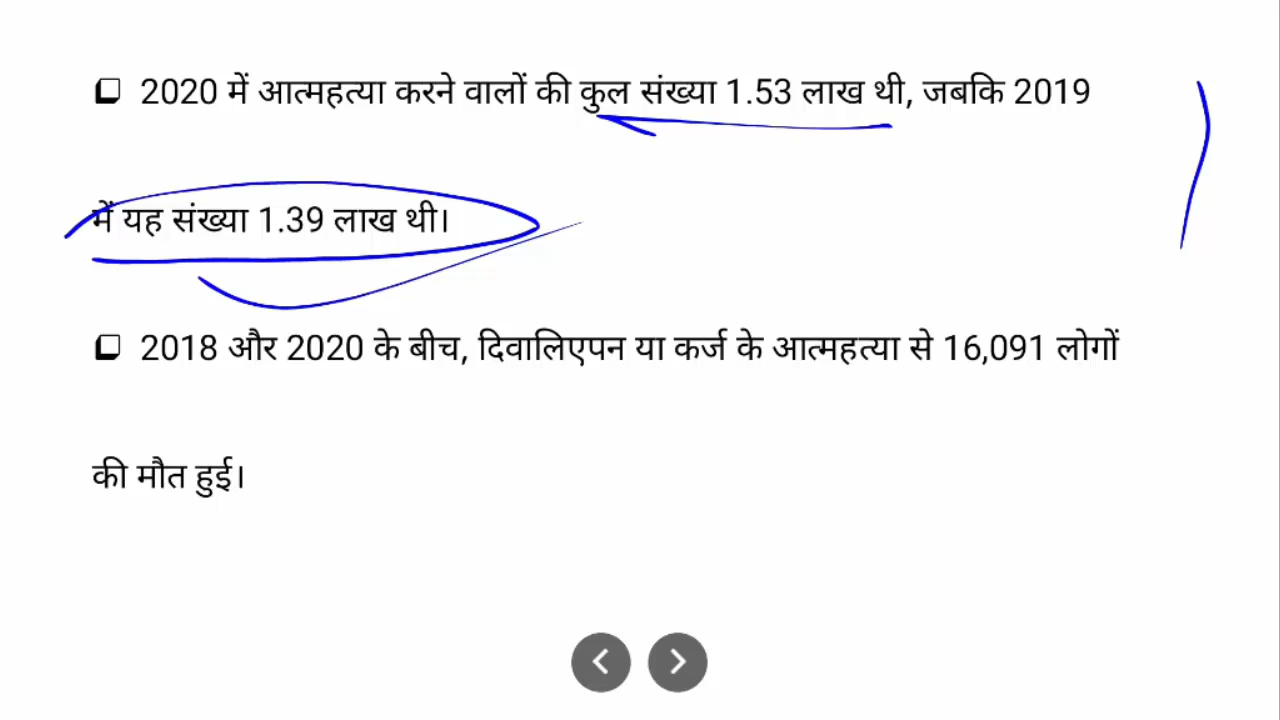 2020 में आत्महत्या करने वालों की कुल संख्या 1.53 लाख थी, जबकि 2019
में यह संख्या 1.39 लाख थी।
2018 और 2020 के बीच, दिवालिएपन या कर्ज के आत्महत्या से 16,091 लोगों
की मौत हुई।